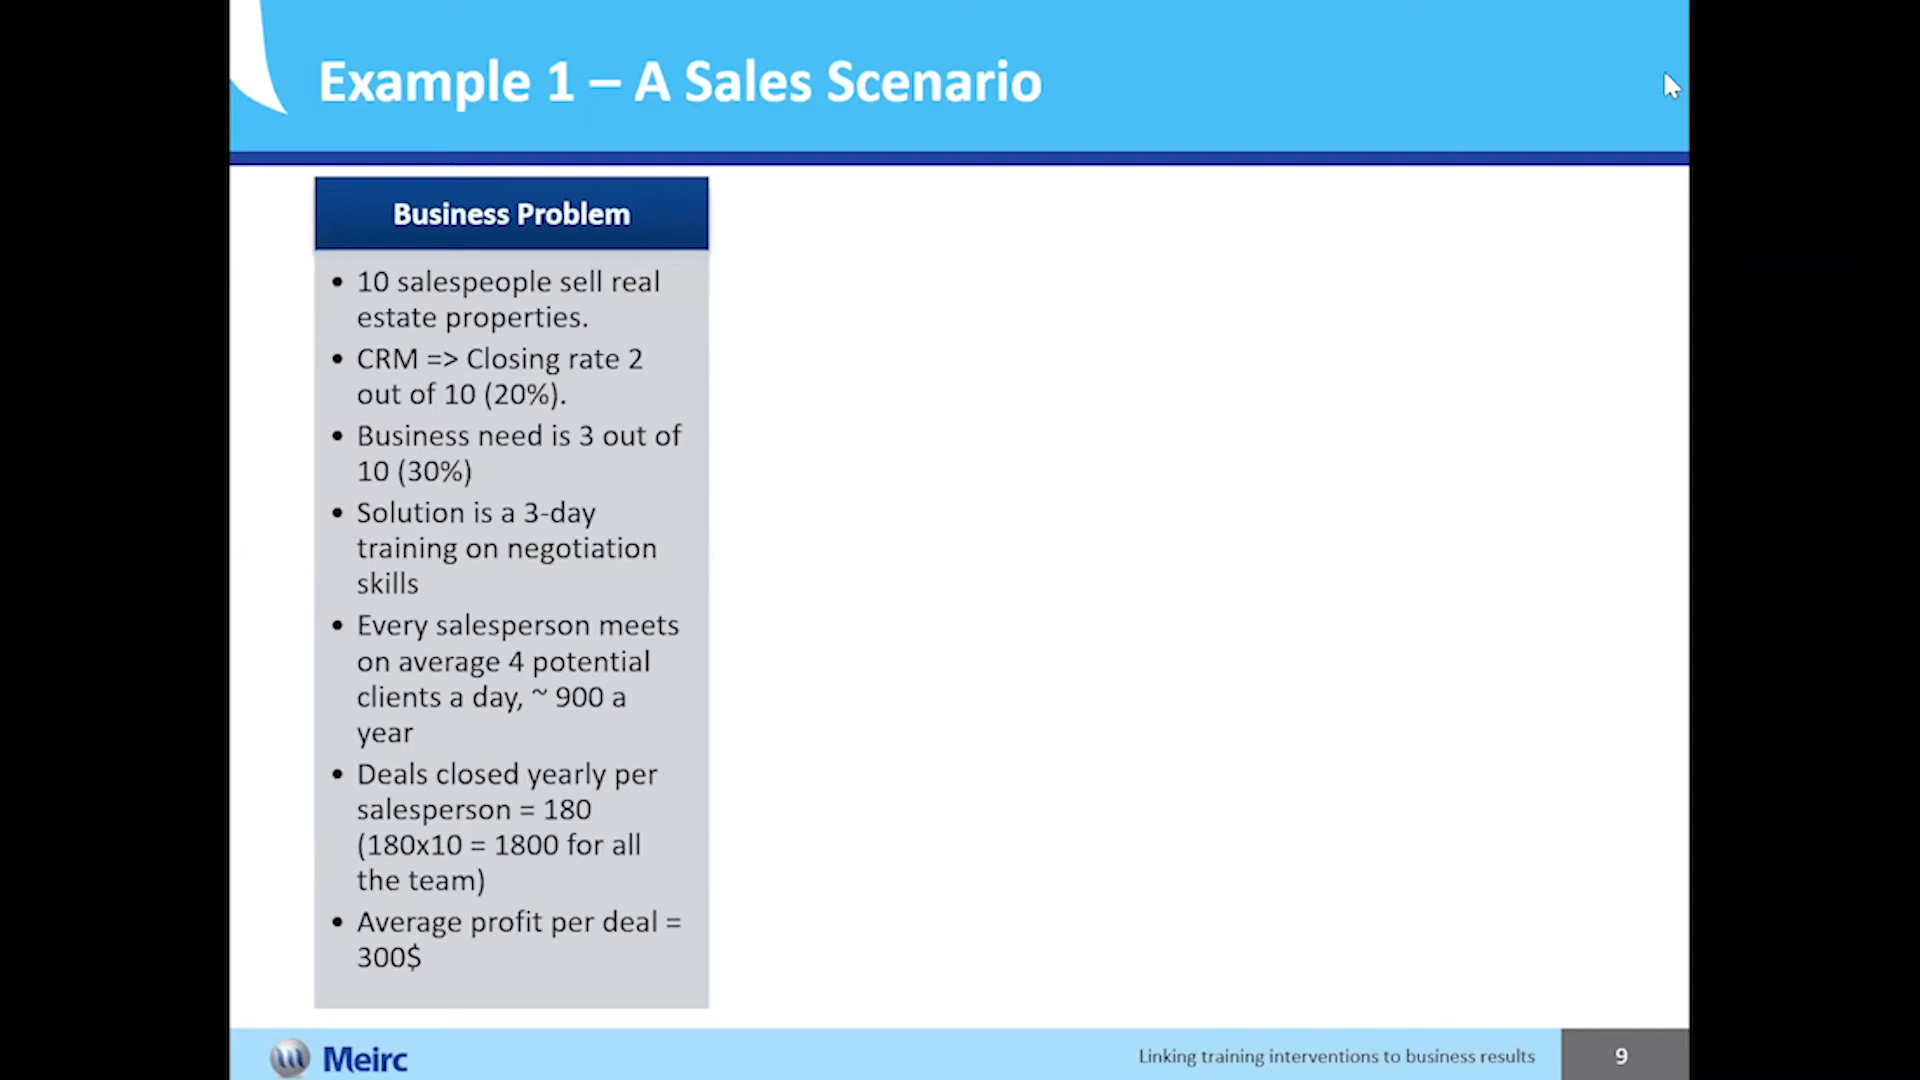 Example 1 – A Sales Scenario
Business Problem
• 10 salespeople sell real
estate properties.
• CRM => Closing rate 2
out of 10 (20%).
• Business need is 3 out of
10 (30%)
• Solution is a 3-day
training on negotiation
skills
• Every salesperson meets
on average 4 potential
clients a day, ~ 900 a
year
• Deals closed yearly per
salesperson = 180
(180x10 = 1800 for all
the team)
• Average profit per deal =
300$
Meirc
Linking training interventions to business results
9